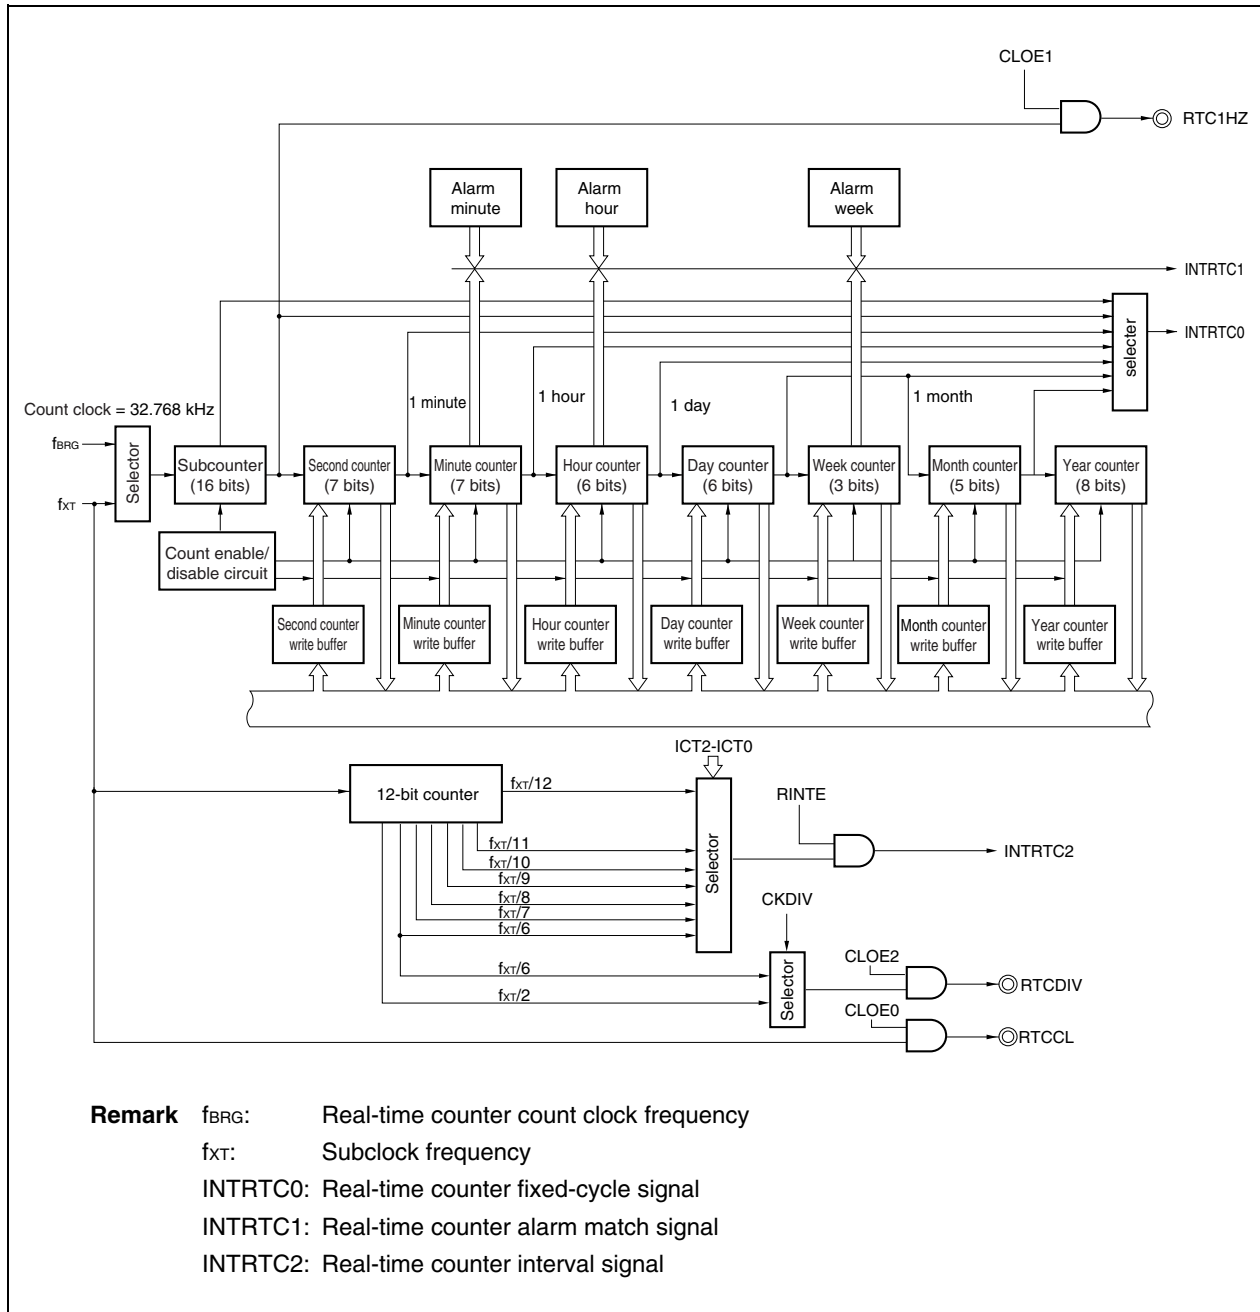 CLOE1
RTC1HZ
Alarm
minute
Alarm
hour
Alarm
week
INTRTC1
selecter
INTRTC0
1 minute
1 hour
1 day
1 month
Count clock = 32.768 kHz
fBRG
fXT
Selector
Subcounter
(16 bits)
Second counter
(7 bits)
Minute counter
(7 bits)
Hour counter
(6 bits)
Day counter
(6 bits)
Week counter
(3 bits)
Month counter
(5 bits)
Year counter
(8 bits)
Count enable/
disable circuit
Second counter
write buffer
Minute counter
write buffer
Hour counter
write buffer
Day counter
write buffer
Week counter
write buffer
Month counter
write buffer
Year counter
write buffer
ICT2-ICT0
12-bit counter
fXT/12
fXT/11
fXT/10
fXT/9
fXT/8
fXT/7
fXT/6
Selector
RINTE
INTRTC2
CKDIV
fXT/6
fXT/2
Selector
CLOE2
RTCDIV
CLOE0
RTCCL
Remark fBRG: Real-time counter count clock frequency
fXT: Subclock frequency
INTRTC0: Real-time counter fixed-cycle signal
INTRTC1: Real-time counter alarm match signal
INTRTC2: Real-time counter interval signal